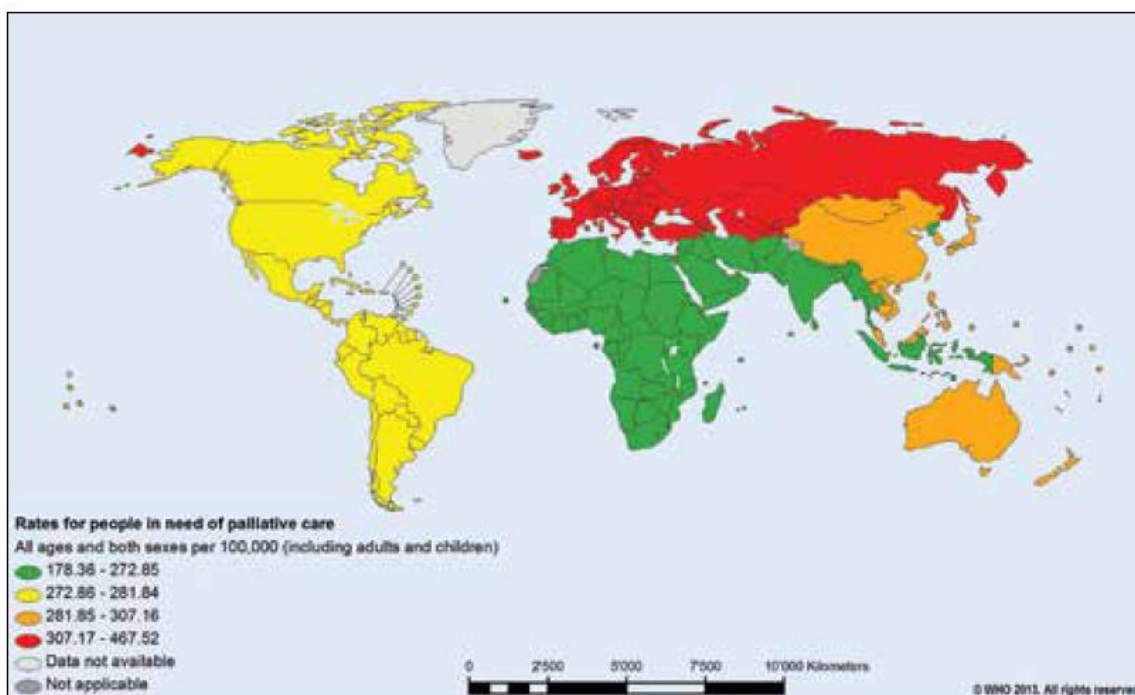 Rates for people in need of palliative care
All ages and both sexes per 100,000 (including adults and children)
178.36 - 272.85
272.86 - 281.84
281.85 - 307.16
307.17 - 467.52
Data not available
Not applicable
0 2'500 5'000 7'500 10'000 Kilometers
© WHO 2013. All rights reserved